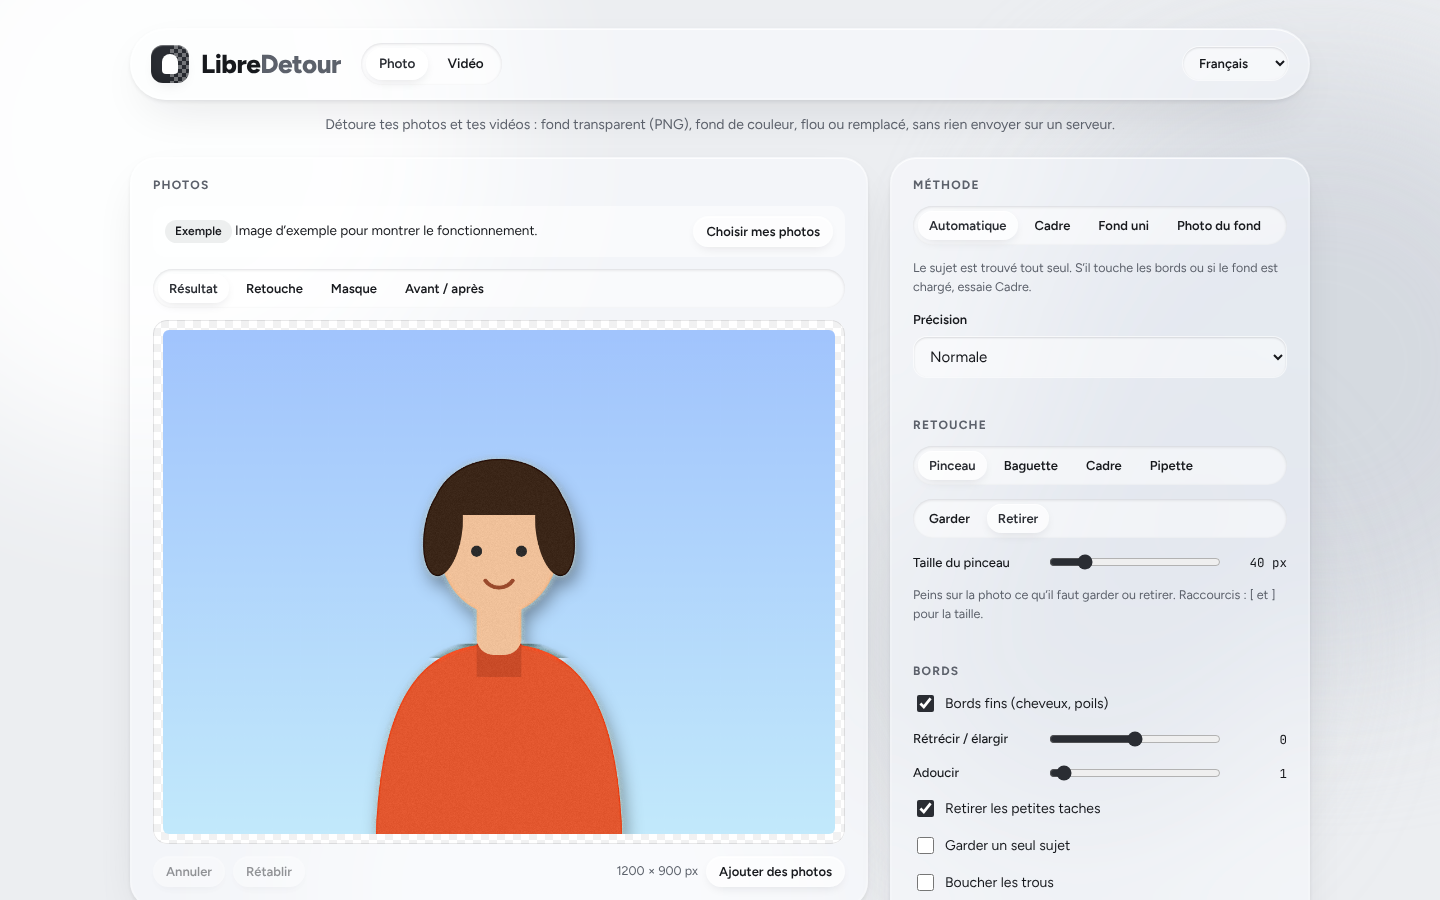 LibreDetour
Photo
Vidéo
Français
Détoure tes photos et tes vidéos : fond transparent (PNG), fond de couleur, flou ou remplacé, sans rien envoyer sur un serveur.
PHOTOS
Exemple
Image d'exemple pour montrer le fonctionnement.
Choisir mes photos
Résultat
Retouche
Masque
Avant / après
Annuler
Rétablir
1200 × 900 px
Ajouter des photos
MÉTHODE
Automatique
Cadre
Fond uni
Photo du fond
Le sujet est trouvé tout seul. S'il touche les bords ou si le fond est
chargé, essaie Cadre.
Précision
Normale
RETOUCHE
Pinceau
Baguette
Cadre
Pipette
Garder
Retirer
Taille du pinceau
40 px
Peins sur la photo ce qu'il faut garder ou retirer. Raccourcis : [ et ]
pour la taille.
BORDS
Bords fins (cheveux, poils)
Rétrécir / élargir
0
Adoucir
1
Retirer les petites taches
Garder un seul sujet
Boucher les trous